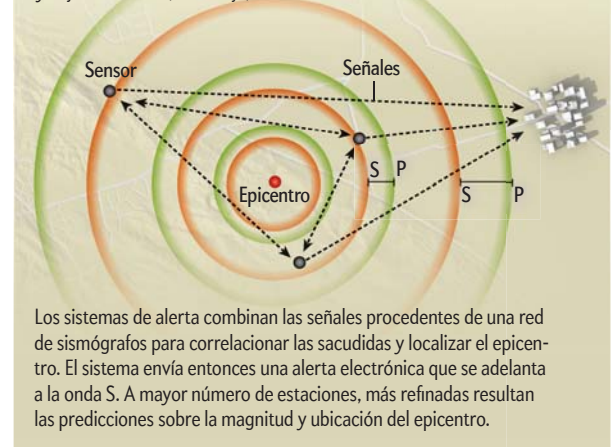 Sensor
Señales
S P
Epicentro
S P
Los sistemas de alerta combinan las señales procedentes de una red
de sismógrafos para correlacionar las sacudidas y localizar el epicen-
tro. El sistema envía entonces una alerta electrónica que se adelanta
a la onda S. A mayor número de estaciones, más refinadas resultan
las predicciones sobre la magnitud y ubicación del epicentro.